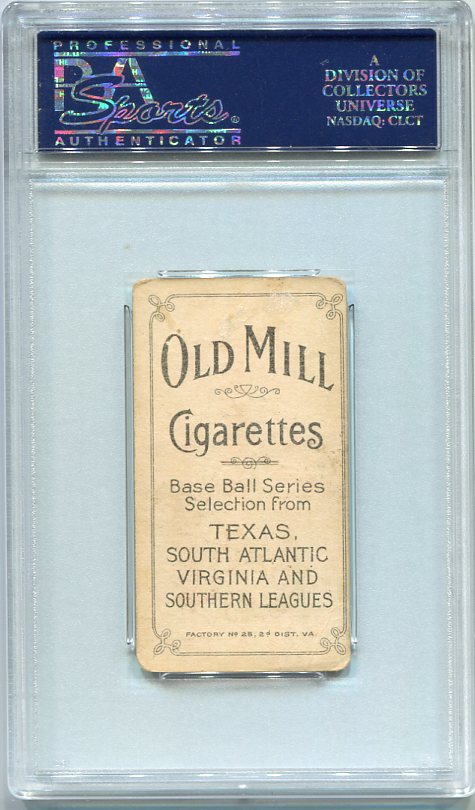 PROFESSIONAL
PSA
Sports®
AUTHENTICATOR
A
DIVISION OF
COLLECTORS
UNIVERSE
NASDAQ: CLCT
OLD MILL
Cigarettes
Base Ball Series
Selection from
TEXAS,
SOUTH ATLANTIC
VIRGINIA AND
SOUTHERN LEAGUES
FACTORY Nº 25, 2ᵈ DIST. VA.